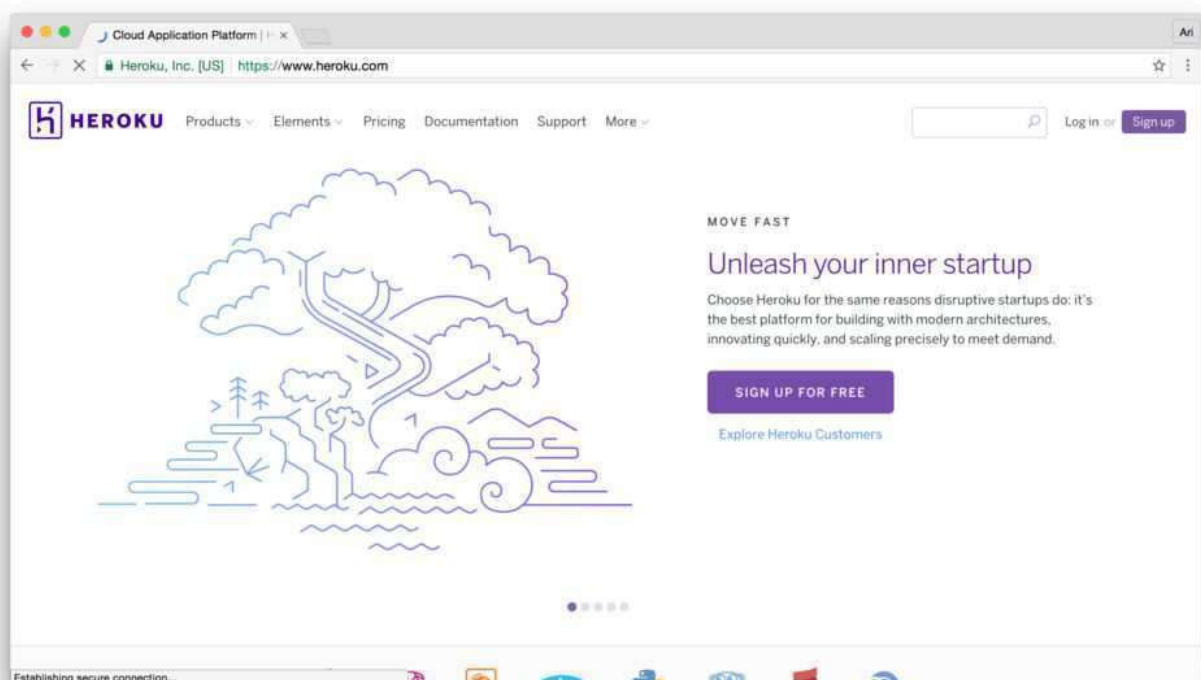 Cloud Application Platform | H
Ari
Heroku, Inc. [US] https://www.heroku.com
HEROKU Products Elements Pricing Documentation Support More Log in or Sign up
MOVE FAST
Unleash your inner startup
Choose Heroku for the same reasons disruptive startups do: it's
the best platform for building with modern architectures,
innovating quickly, and scaling precisely to meet demand.
SIGN UP FOR FREE
Explore Heroku Customers
Establishing secure connection...